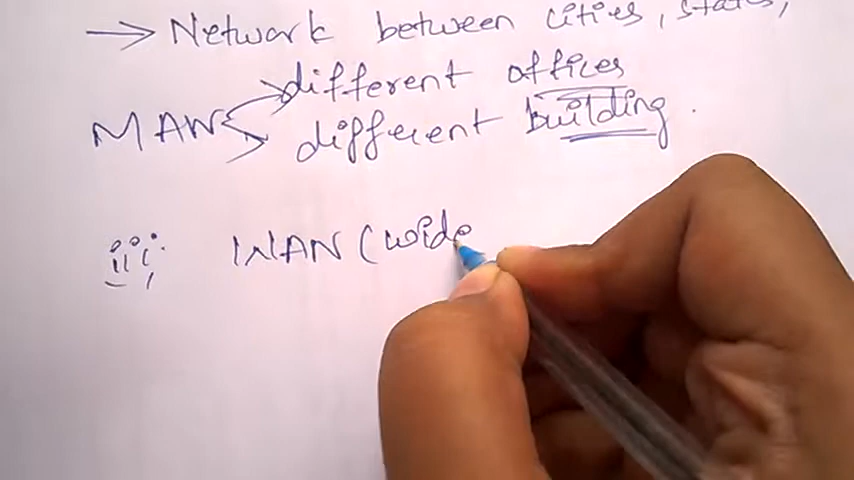 → Network between cities, states,
different offices
MAN
different building.
iii, WAN (wide